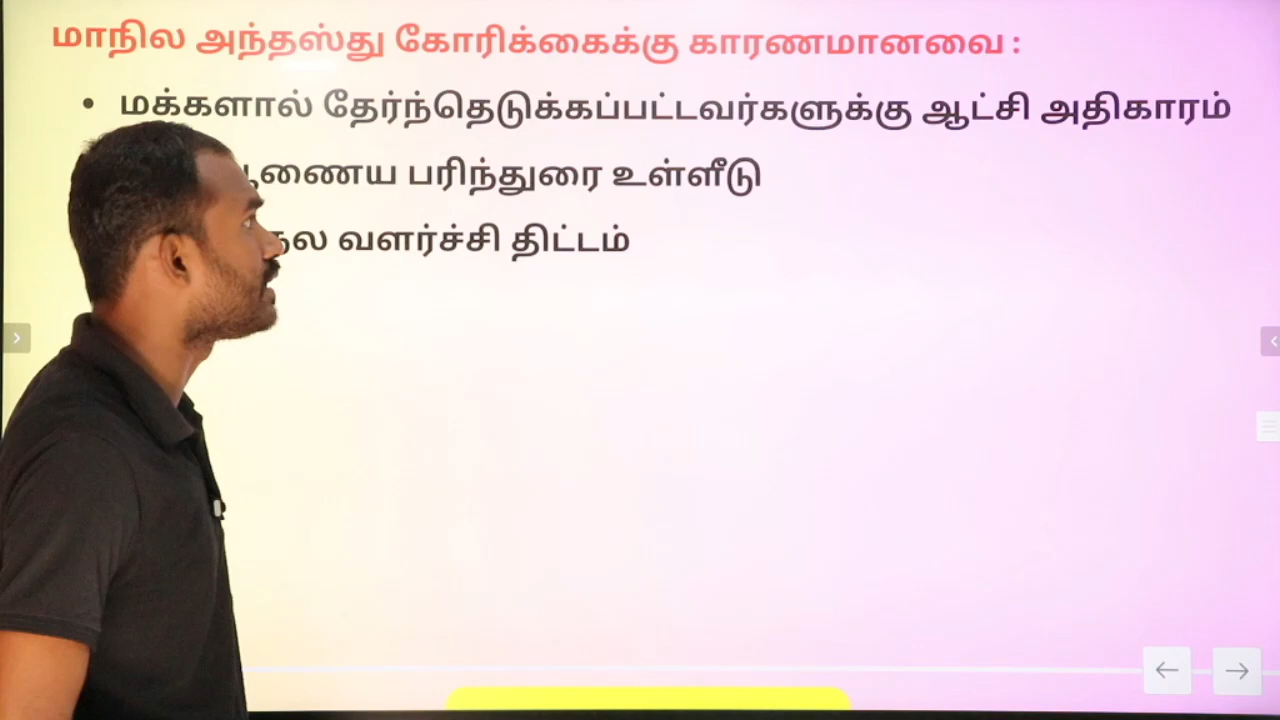 மாநில அந்தஸ்து கோரிக்கைக்கு காரணமானவை :
• மக்களால் தேர்ந்தெடுக்கப்பட்டவர்களுக்கு ஆட்சி அதிகாரம்
பரிந்துரை உள்ளீடு
வளர்ச்சி திட்டம்